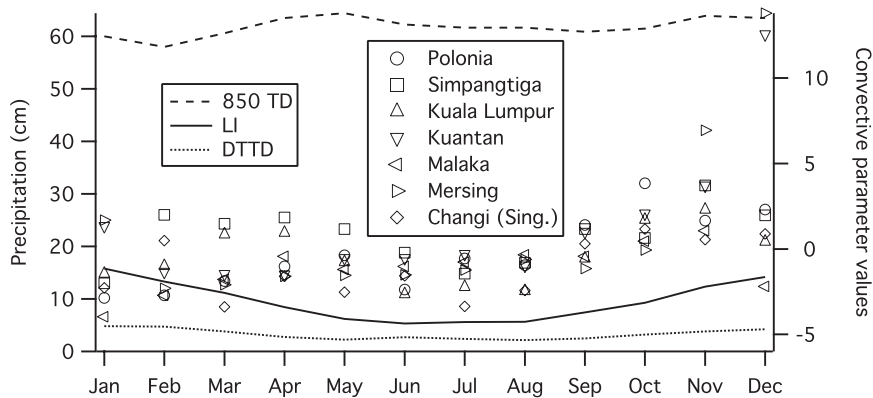 60
50
40
30
20
10
0
Precipitation (cm)
850 TD
LI
DTTD
Polonia
Simpangtiga
Kuala Lumpur
Kuantan
Malaka
Mersing
Changi (Sing.)
10
5
0
-5
Convective parameter values
Jan Feb Mar Apr May Jun Jul Aug Sep Oct Nov Dec